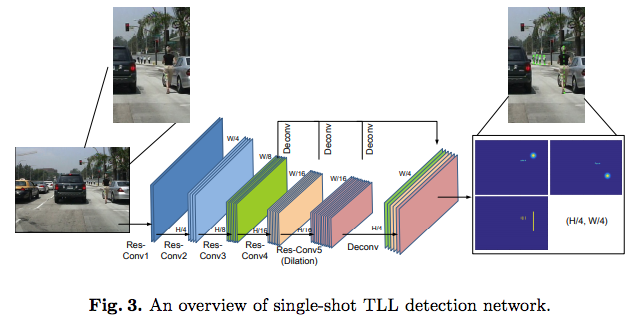 Deconv
Deconv
Deconv
W/4
W/8
W/16
W/16
W/4
H/4
H/8
H/16
H/16
H/4
(H/4, W/4)
Res-
Conv1
Res-
Conv2
Res-
Conv3
Res-
Conv4
Res-Conv5
(Dilation)
Deconv
Fig. 3. An overview of single-shot TLL detection network.